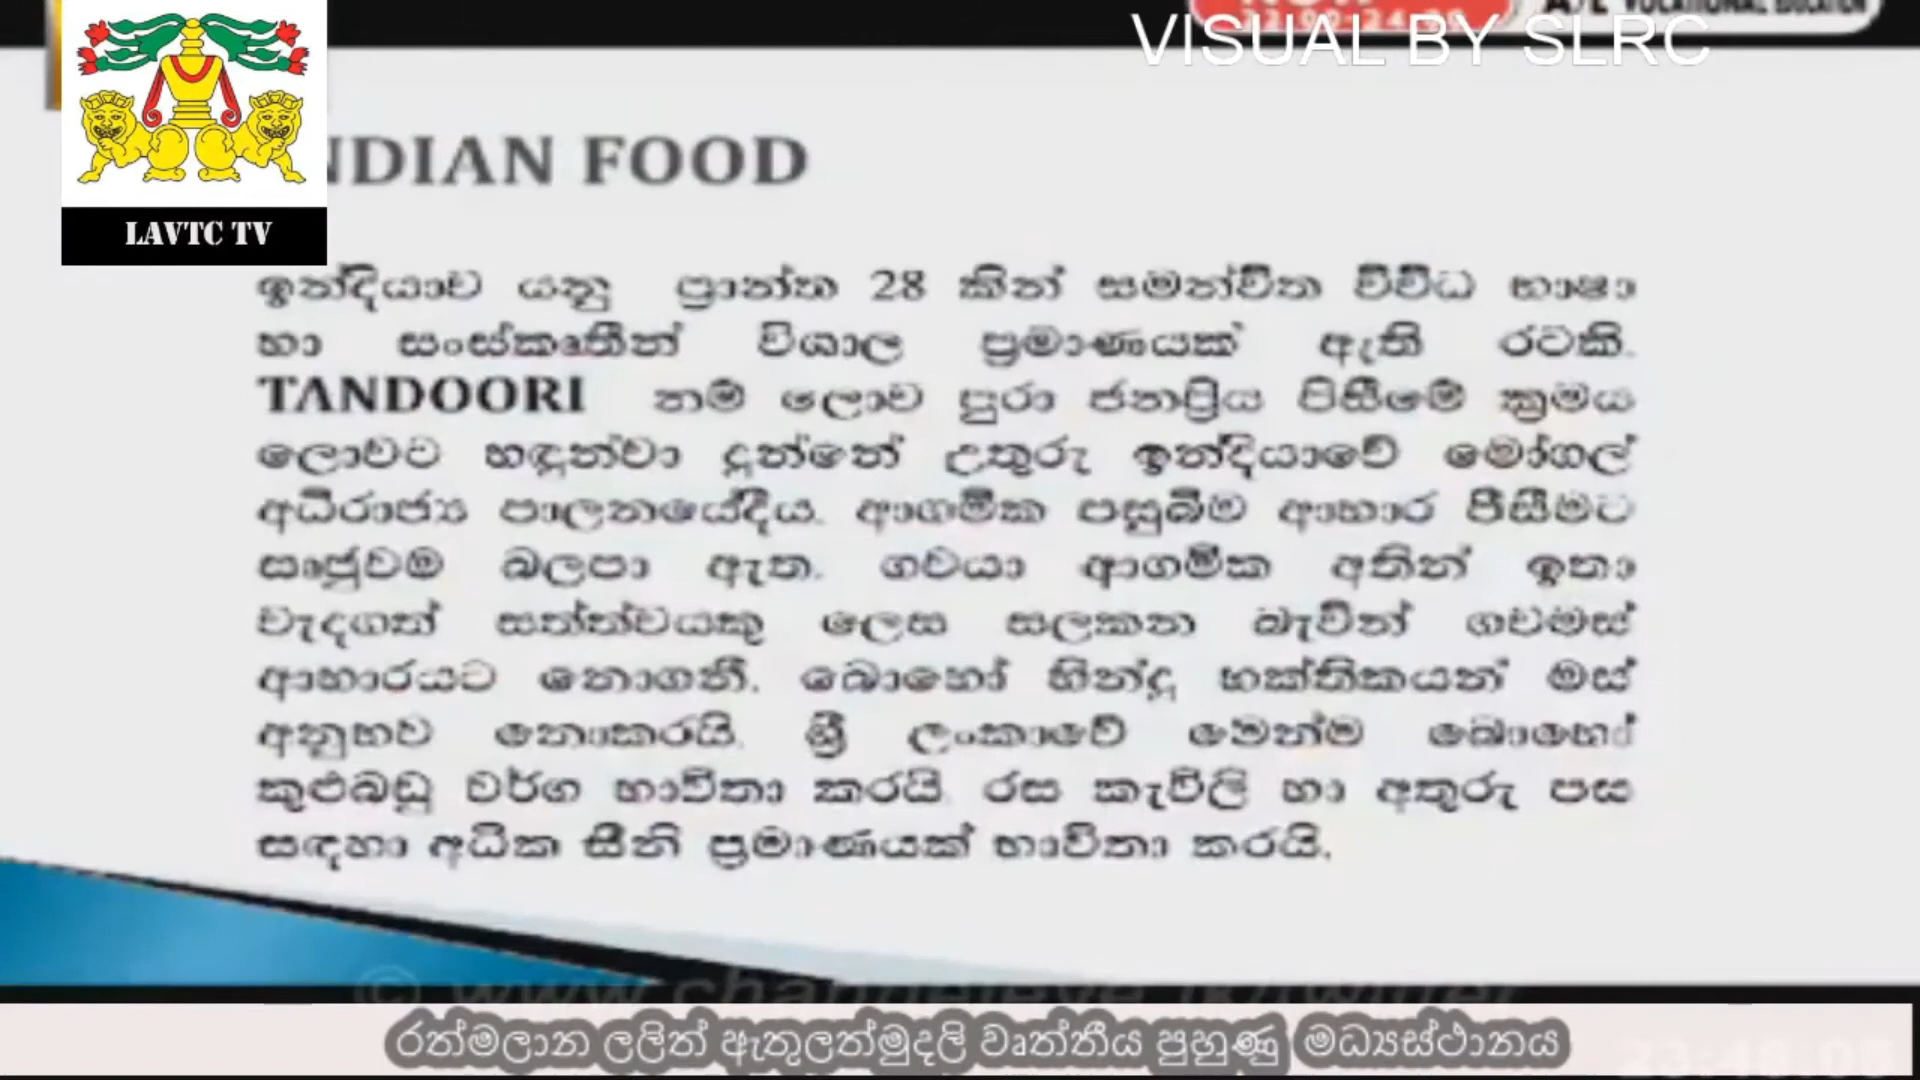 VISUAL BY SLRC
INDIAN FOOD
LAVTC TV
ඉන්දියාව යනු ප්‍රාන්ත 28 කින් සමන්විත විවිධ භාෂා
හා සංස්කෘතීන් විශාල ප්‍රමාණයක් ඇති රටකි.
TANDOORI නම් ලොව පුරා ජනප්‍රිය පිසීමේ ක්‍රමය
ලොවට හඳුන්වා දුන්නේ උතුරු ඉන්දියාවේ මෝගල්
අධිරාජ්‍ය පාලනයේදීය. ආගමික පසුබිම ආහාර පීසීමට
සෘජුවම බලපා ඇත. ගවයා ආගමික අතින් ඉතා
වැදගත් සත්ත්වයකු ලෙස සලකන බැවින් ගවමස්
ආහාරයට නොගනී. බොහෝ හින්දු භක්තිකයන් මස්
අනුභව නොකරයි. ශ්‍රී ලංකාවේ මෙන්ම බොහෝ
කුළුබඩු වර්ග භාවිතා කරයි. රස කැවිලි හා අතුරු පස
සඳහා අධික සීනි ප්‍රමාණයක් භාවිතා කරයි.
රත්මලාන ලලිත් ඇතුලත්මුදලි වෘත්තීය පුහුණු මධ්‍යස්ථානය